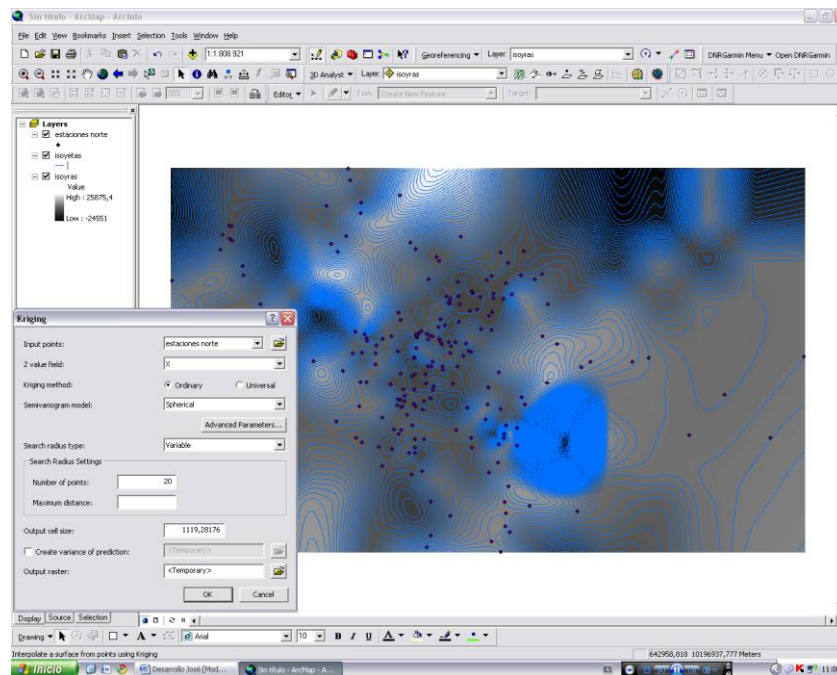 Sin título - ArcMap - ArcInfo
File Edit View Bookmarks Insert Selection Tools Window Help
1:1.808.921
Georeferencing Layer: isoyras
DNRGarmin Menu Open DNRGarmin
3D Analyst Layer: isoyras
30%
Editor Task: Create New Feature Target:
Layers
estaciones norte
isoyetas
isoyras
Value
High : 25875,4
Low : -24551
Kriging
Input points: estaciones norte
Z value field: X
Kriging method: Ordinary Universal
Semivariogram model: Spherical
Advanced Parameters...
Search radius type: Variable
Search Radius Settings
Number of points: 20
Maximum distance:
Output cell size: 1119,28176
Create variance of prediction: <Temporary>
Output raster: <Temporary>
OK Cancel
Display Source Selection
Drawing A Arial 10 B I U A
Interpolate a surface from points using Kriging
642958,818 10196937,777 Meters
Inicio
Desarrollo José [Mod...
Sin título - ArcMap - A...
ES